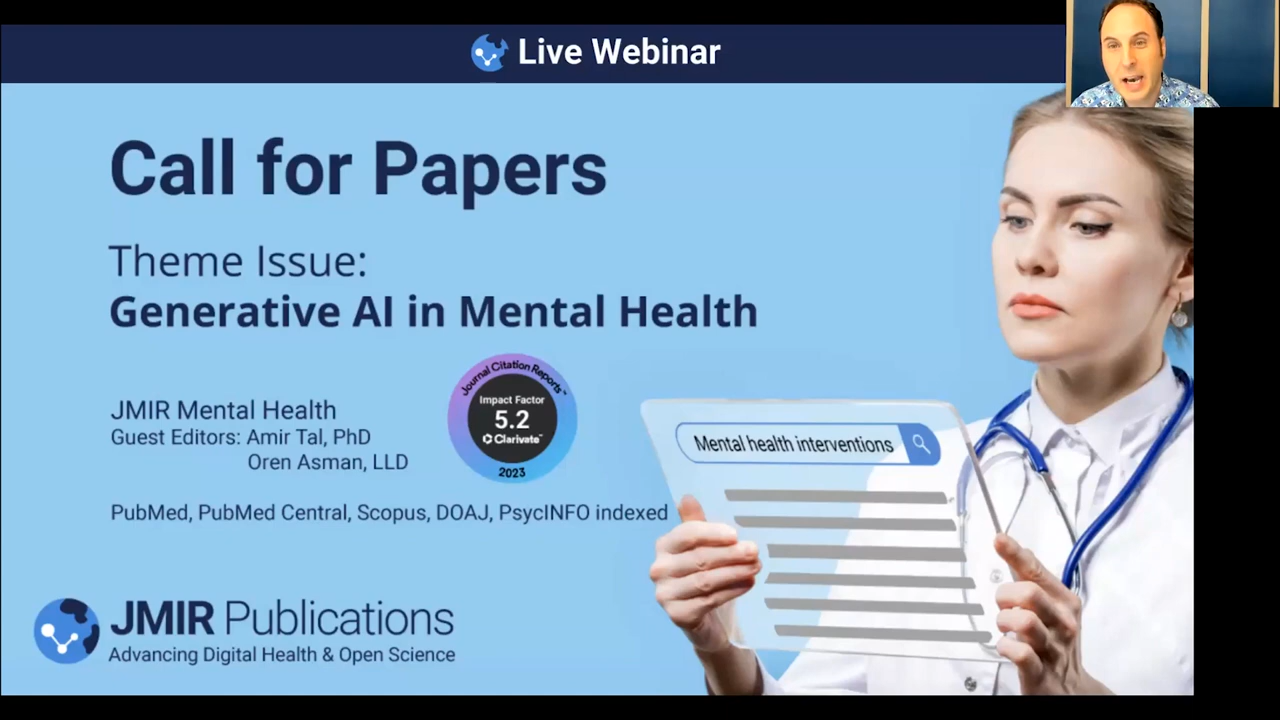 Live Webinar
Call for Papers
Theme Issue:
Generative AI in Mental Health
JMIR Mental Health
Guest Editors: Amir Tal, PhD
Oren Asman, LLD
Journal Citation Reports™
Impact Factor
5.2
Clarivate™
2023
PubMed, PubMed Central, Scopus, DOAJ, PsycINFO indexed
Mental health interventions
JMIR Publications
Advancing Digital Health & Open Science